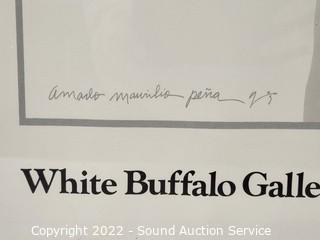 amado maurilio peña 95
White Buffalo Galle
Copyright 2022 - Sound Auction Service